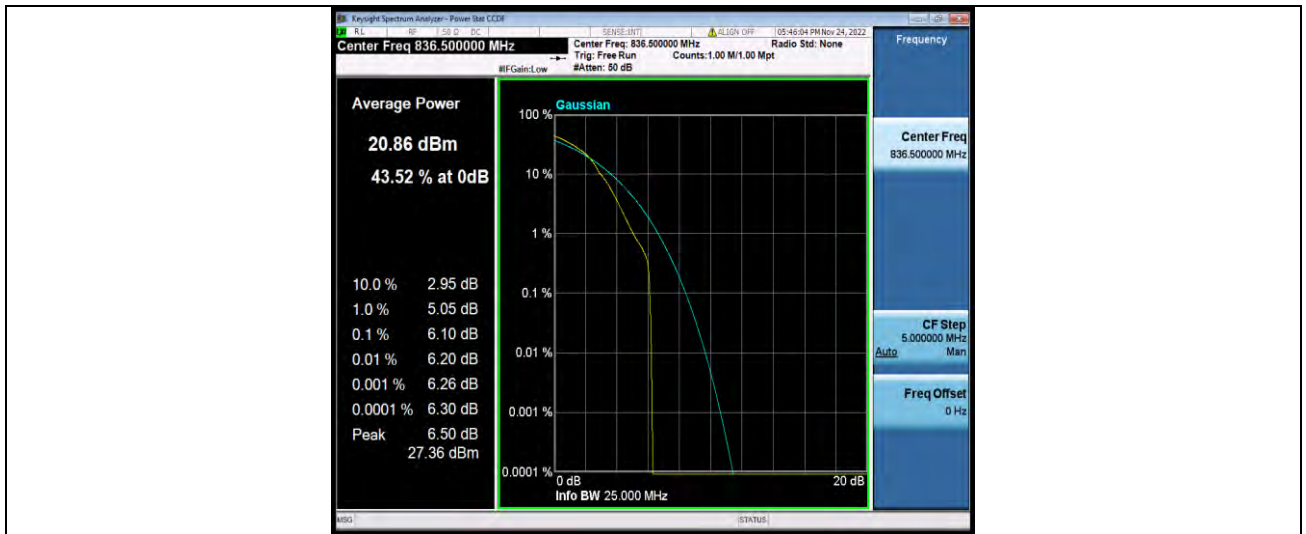 Keysight Spectrum Analyzer - Power Stat CCDF
RL RF 50 Ω DC SENSE:INT ALIGN OFF 05:46:04 PM Nov 24, 2022
Center Freq 836.500000 MHz
Center Freq: 836.500000 MHz Radio Std: None
Trig: Free Run Counts:1.00 M/1.00 Mpt
#IFGain:Low #Atten: 50 dB
Frequency
Average Power
20.86 dBm
43.52 % at 0dB
10.0 % 2.95 dB
1.0 % 5.05 dB
0.1 % 6.10 dB
0.01 % 6.20 dB
0.001 % 6.26 dB
0.0001 % 6.30 dB
Peak 6.50 dB
27.36 dBm
Gaussian
100 %
10 %
1 %
0.1 %
0.01 %
0.001 %
0.0001 %
0 dB 20 dB
Info BW 25.000 MHz
Center Freq
836.500000 MHz
CF Step
5.000000 MHz
Auto Man
Freq Offset
0 Hz
MSG STATUS